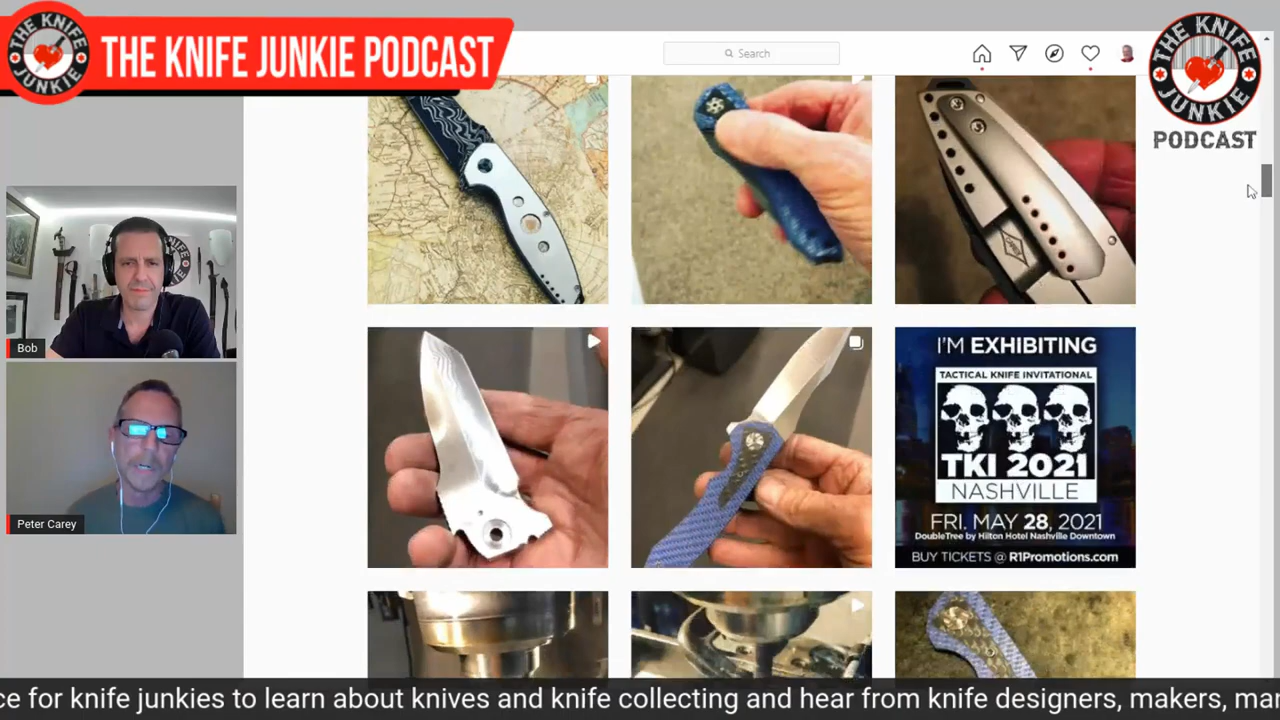 THE KNIFE JUNKIE
THE KNIFE JUNKIE PODCAST
Search
THE KNIFE JUNKIE
PODCAST
Bob
Peter Carey
I'M EXHIBITING
TACTICAL KNIFE INVITATIONAL
TKI 2021
NASHVILLE
FRI. MAY 28, 2021
DoubleTree by Hilton Hotel Nashville Downtown
BUY TICKETS @ R1Promotions.com
ce for knife junkies to learn about knives and knife collecting and hear from knife designers, makers, mar